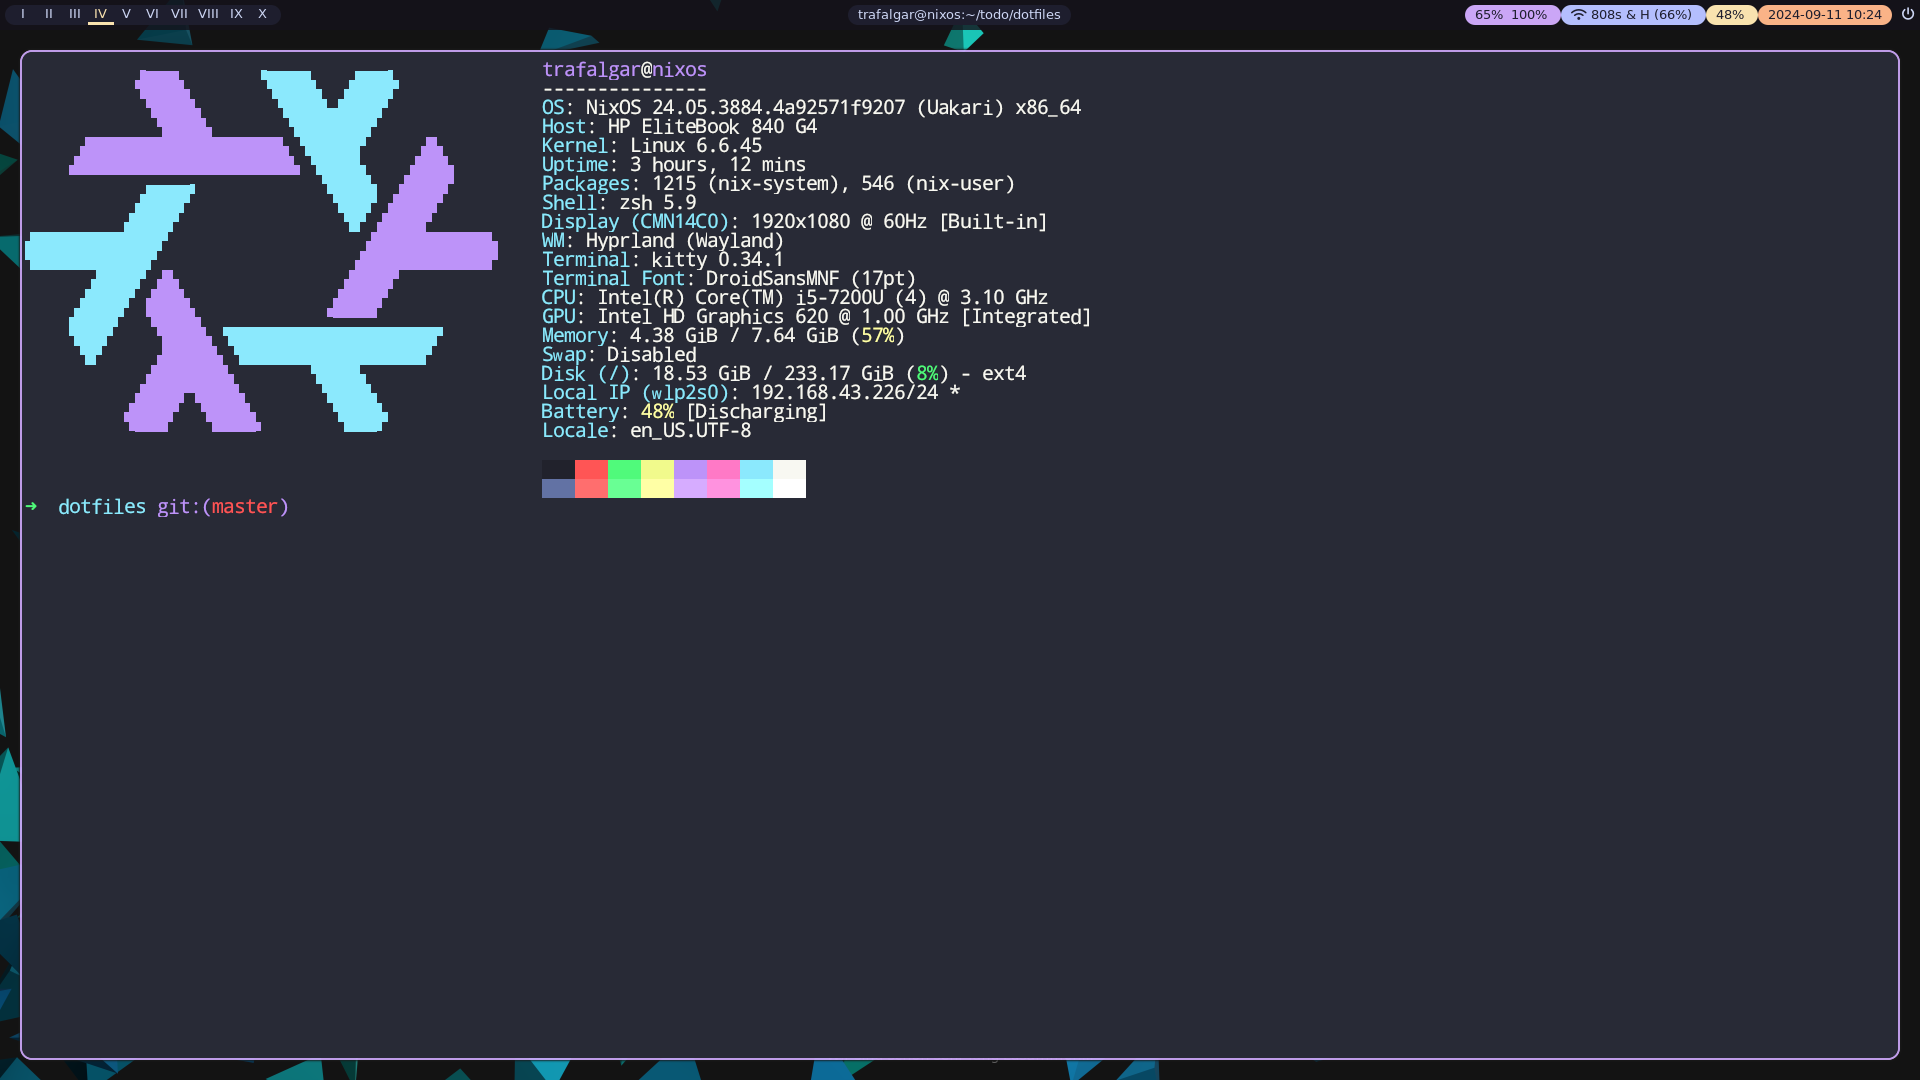 I II III IV V VI VII VIII IX X
trafalgar@nixos:~/todo/dotfiles
65% 100% 808s & H (66%) 48% 2024-09-11 10:24
trafalgar@nixos
---------------
OS: NixOS 24.05.3884.4a92571f9207 (Uakari) x86_64
Host: HP EliteBook 840 G4
Kernel: Linux 6.6.45
Uptime: 3 hours, 12 mins
Packages: 1215 (nix-system), 546 (nix-user)
Shell: zsh 5.9
Display (CMN14C0): 1920x1080 @ 60Hz [Built-in]
WM: Hyprland (Wayland)
Terminal: kitty 0.34.1
Terminal Font: DroidSansMNF (17pt)
CPU: Intel(R) Core(TM) i5-7200U (4) @ 3.10 GHz
GPU: Intel HD Graphics 620 @ 1.00 GHz [Integrated]
Memory: 4.38 GiB / 7.64 GiB (57%)
Swap: Disabled
Disk (/): 18.53 GiB / 233.17 GiB (8%) - ext4
Local IP (wlp2s0): 192.168.43.226/24 *
Battery: 48% [Discharging]
Locale: en_US.UTF-8
➜ dotfiles git:(master)